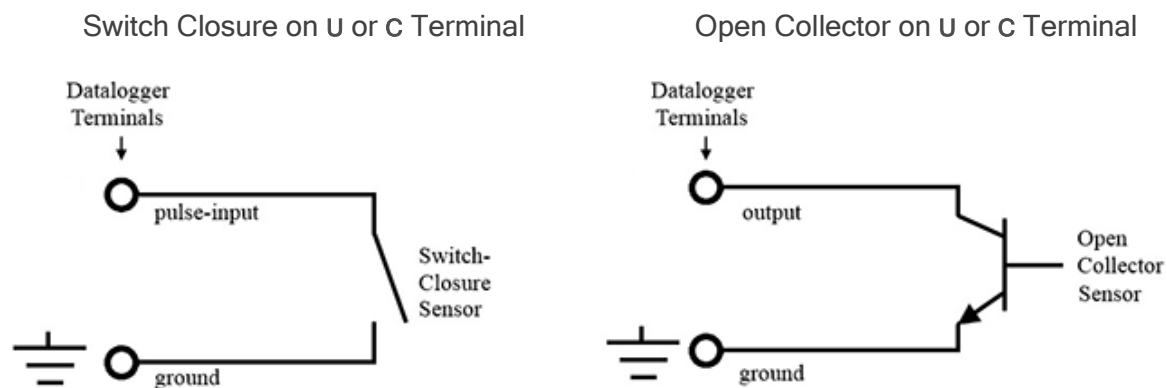 Switch Closure on U or C Terminal
Datalogger
Terminals
pulse-input
Switch-
Closure
Sensor
ground
Open Collector on U or C Terminal
Datalogger
Terminals
output
Open
Collector
Sensor
ground